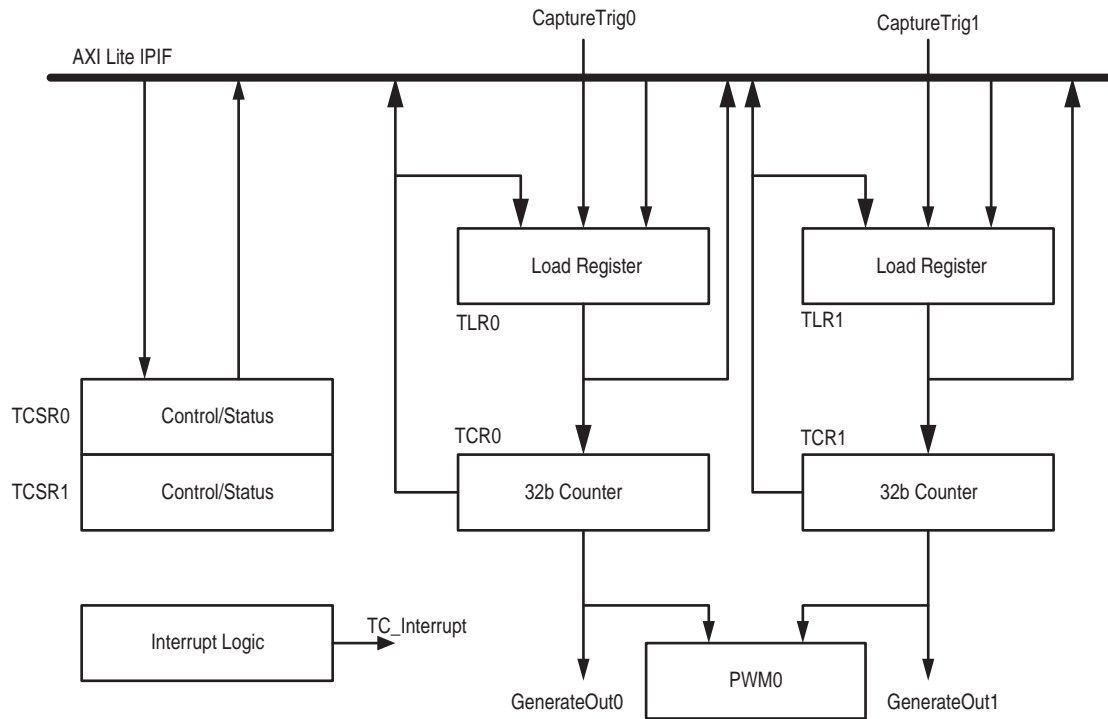 CaptureTrig0
CaptureTrig1
AXI Lite IPIF
Load Register
Load Register
TLR0
TLR1
TCSR0
Control/Status
TCR0
TCR1
TCSR1
Control/Status
32b Counter
32b Counter
Interrupt Logic
TC_Interrupt
PWM0
GenerateOut0
GenerateOut1